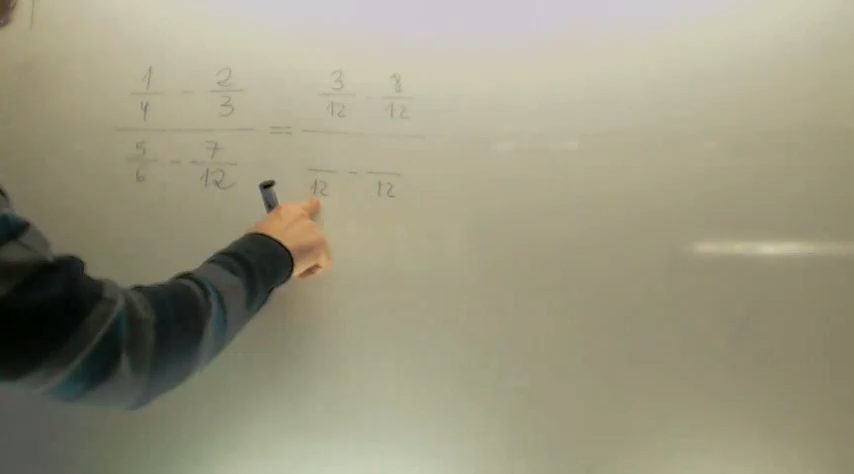 1/4 - 2/3 = 3/12 - 8/12
5/6 - 7/12   /12 - /12